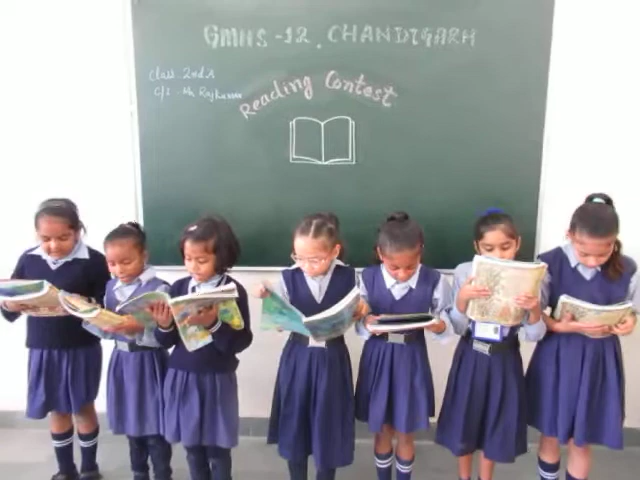 GMHS-12, CHANDIGARH
Class 2nd A
C/I
Reading Contest